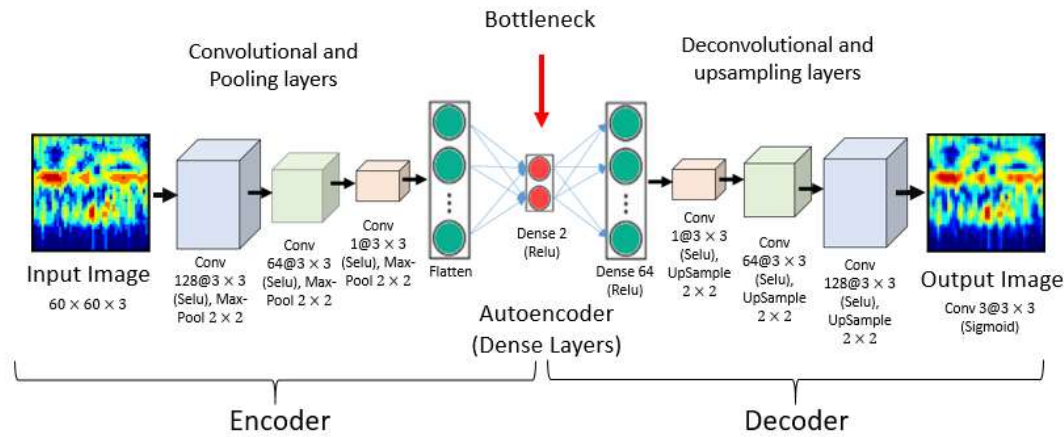 Bottleneck
Convolutional and
Pooling layers
Deconvolutional and
upsampling layers
Input Image
60 × 60 × 3
Conv
128@3 × 3
(Selu), Max-
Pool 2 × 2
Conv
64@3 × 3
(Selu), Max-
Pool 2 × 2
Conv
1@3 × 3
(Selu), Max-
Pool 2 × 2
Flatten
Dense 2
(Relu)
Autoencoder
(Dense Layers)
Dense 64
(Relu)
Conv
1@3 × 3
(Selu),
UpSample
2 × 2
Conv
64@3 × 3
(Selu),
UpSample
2 × 2
Conv
128@3 × 3
(Selu),
UpSample
2 × 2
Output Image
Conv 3@3 × 3
(Sigmoid)
Encoder
Decoder